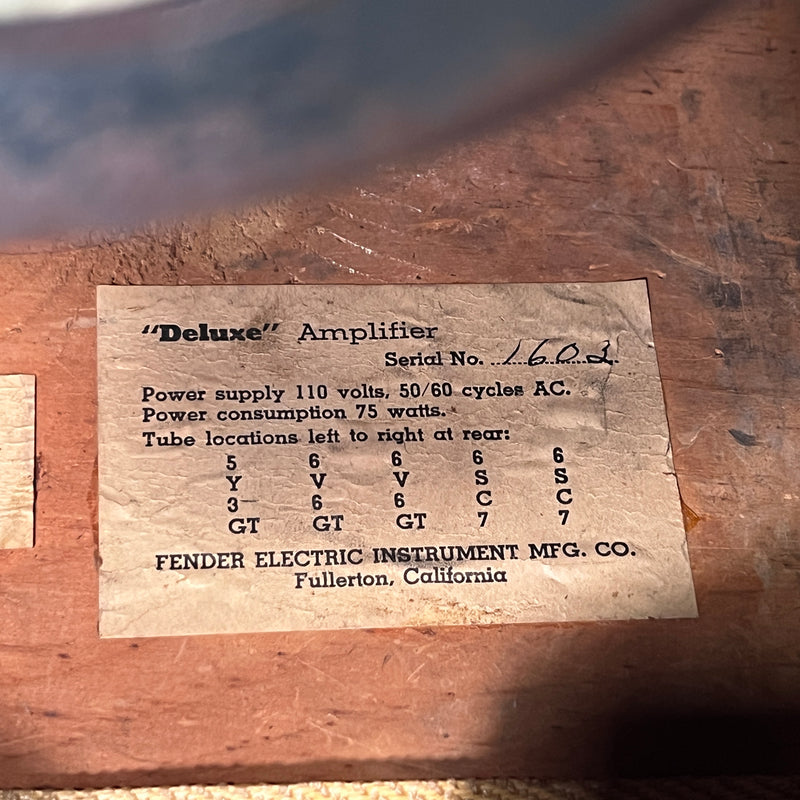 "Deluxe" Amplifier
Serial No. 1602
Power supply 110 volts, 50/60 cycles AC.
Power consumption 75 watts.
Tube locations left to right at rear:
5 6 6 6 6
Y V V S S
3 6 6 C C
GT GT GT 7 7
FENDER ELECTRIC INSTRUMENT MFG. CO.
Fullerton, California